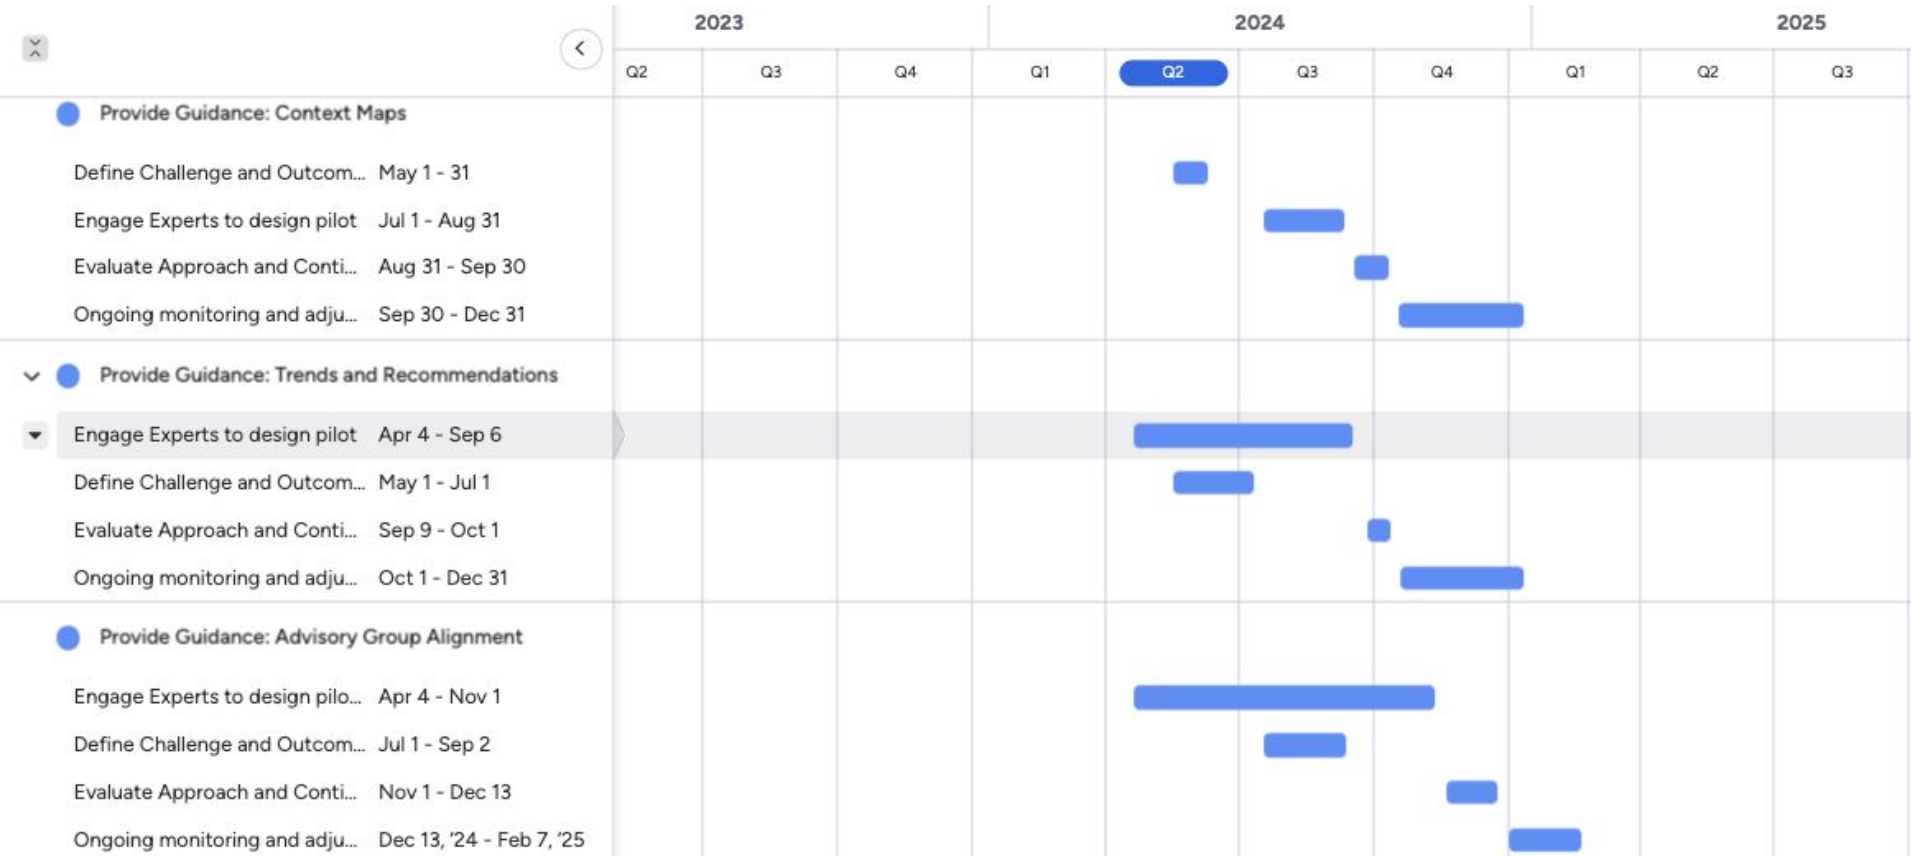 2023 2024 2025
Q2 Q3 Q4 Q1 Q2 Q3 Q4 Q1 Q2 Q3
Provide Guidance: Context Maps
Define Challenge and Outcom... May 1 - 31
Engage Experts to design pilot Jul 1 - Aug 31
Evaluate Approach and Conti... Aug 31 - Sep 30
Ongoing monitoring and adju... Sep 30 - Dec 31
Provide Guidance: Trends and Recommendations
Engage Experts to design pilot Apr 4 - Sep 6
Define Challenge and Outcom... May 1 - Jul 1
Evaluate Approach and Conti... Sep 9 - Oct 1
Ongoing monitoring and adju... Oct 1 - Dec 31
Provide Guidance: Advisory Group Alignment
Engage Experts to design pilo... Apr 4 - Nov 1
Define Challenge and Outcom... Jul 1 - Sep 2
Evaluate Approach and Conti... Nov 1 - Dec 13
Ongoing monitoring and adju... Dec 13, '24 - Feb 7, '25